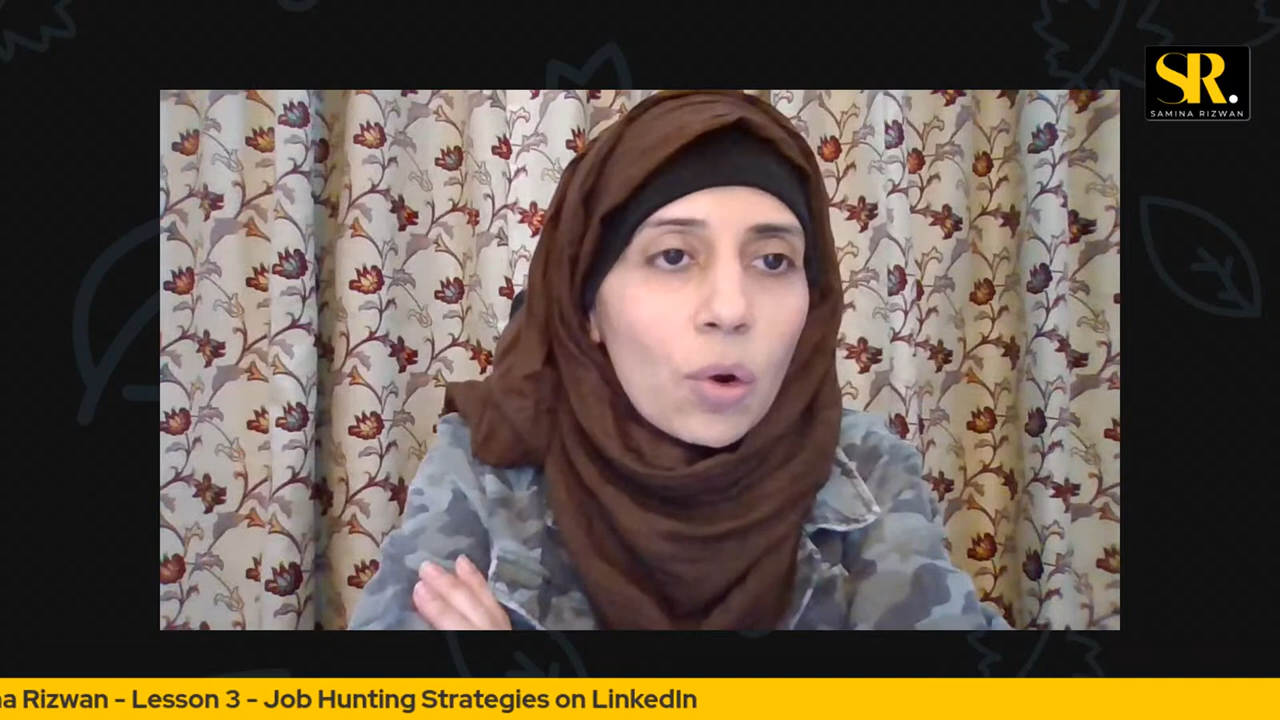 SR.
SAMINA RIZWAN
na Rizwan - Lesson 3 - Job Hunting Strategies on LinkedIn